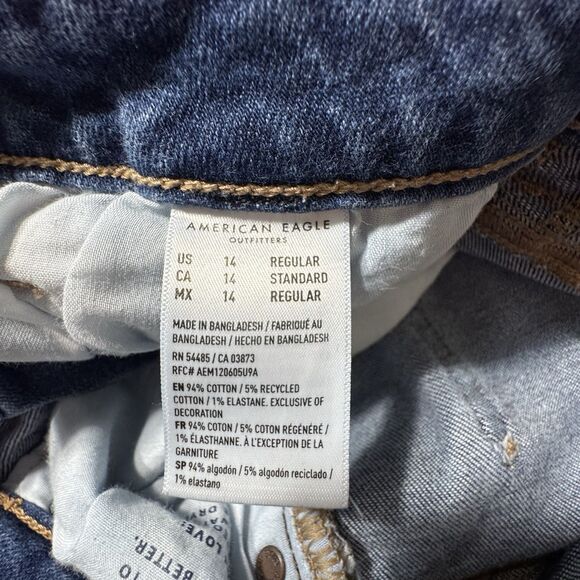 AMERICAN EAGLE
OUTFITTERS
US 14 REGULAR
CA 14 STANDARD
MX 14 REGULAR
MADE IN BANGLADESH / FABRIQUÉ AU
BANGLADESH / HECHO EN BANGLADESH
RN 54485 / CA 03873
RFC# AEM120605U9A
EN 94% COTTON / 5% RECYCLED
COTTON / 1% ELASTANE. EXCLUSIVE OF
DECORATION
FR 94% COTON / 5% COTON RÉGÉNÉRÉ /
1% ÉLASTHANNE. À L'EXCEPTION DE LA
GARNITURE
SP 94% algodón / 5% algodón reciclado /
1% elastano
LOVE
BETTER.